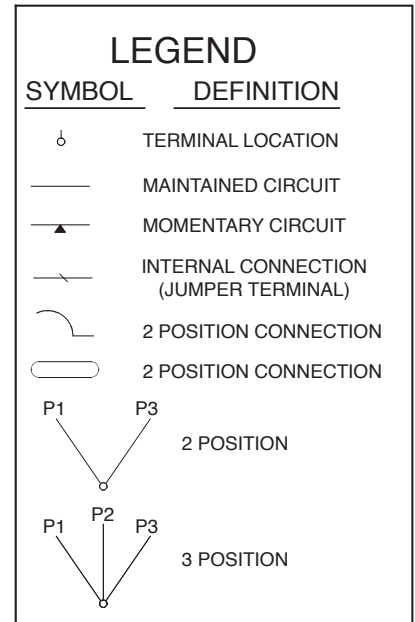 LEGEND
SYMBOL DEFINITION
TERMINAL LOCATION
MAINTAINED CIRCUIT
MOMENTARY CIRCUIT
INTERNAL CONNECTION
(JUMPER TERMINAL)
2 POSITION CONNECTION
2 POSITION CONNECTION
P1 P3
2 POSITION
P1 P2 P3
3 POSITION